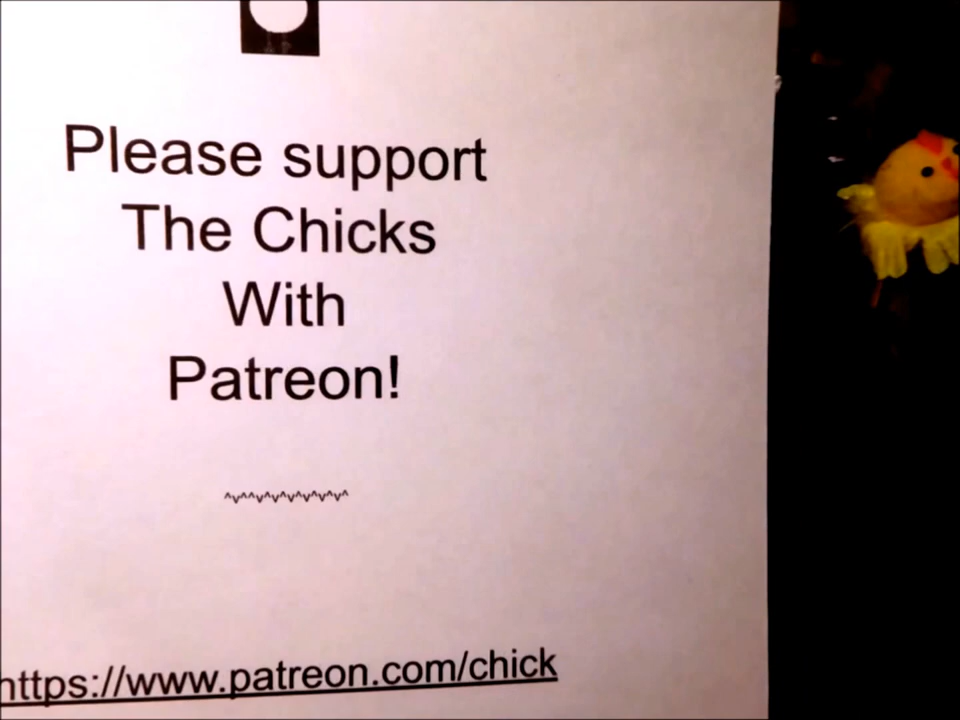 Please support
The Chicks
With
Patreon!
^v^^v^v^v^v^v^v^
https://www.patreon.com/chick